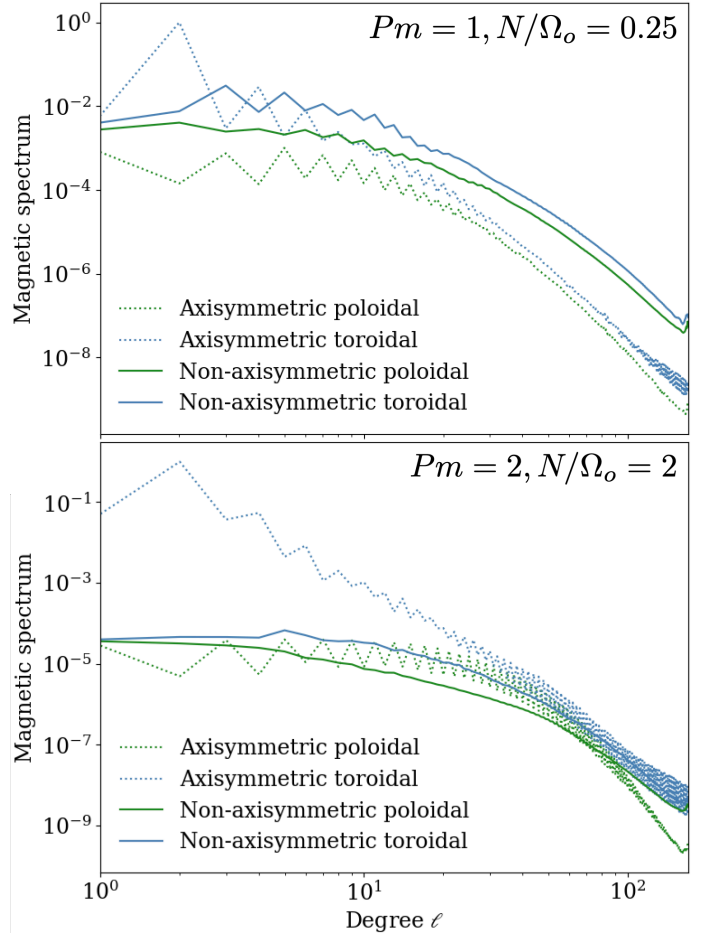 Pm = 1, N/Ω_o = 0.25
10^0
10^-2
10^-4
10^-6
10^-8
Magnetic spectrum
Axisymmetric poloidal
Axisymmetric toroidal
Non-axisymmetric poloidal
Non-axisymmetric toroidal
Pm = 2, N/Ω_o = 2
10^-1
10^-3
10^-5
10^-7
10^-9
Magnetic spectrum
Axisymmetric poloidal
Axisymmetric toroidal
Non-axisymmetric poloidal
Non-axisymmetric toroidal
10^0 10^1 10^2
Degree ℓ